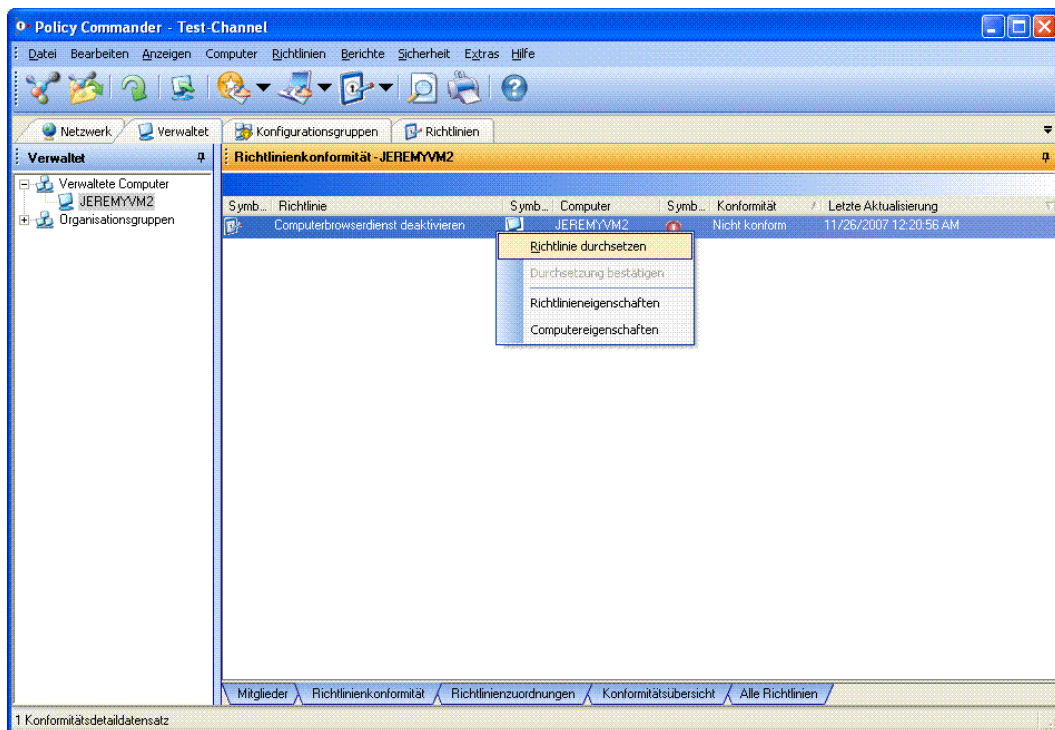 Policy Commander - Test-Channel
Datei Bearbeiten Anzeigen Computer Richtlinien Berichte Sicherheit Extras Hilfe
Netzwerk Verwaltet Konfigurationsgruppen Richtlinien
Verwaltet
Richtlinienkonformität - JEREMYVM2
Verwaltete Computer
JEREMYVM2
Organisationsgruppen
Symb... Richtlinie Symb... Computer Symb... Konformität Letzte Aktualisierung
Computerbrowserdienst deaktivieren JEREMYVM2 Nicht konform 11/26/2007 12:20:56 AM
Richtlinie durchsetzen
Durchsetzung bestätigen
Richtlinieneigenschaften
Computereigenschaften
Mitglieder Richtlinienkonformität Richtlinienzuordnungen Konformitätsübersicht Alle Richtlinien
1 Konformitätsdetaildatensatz